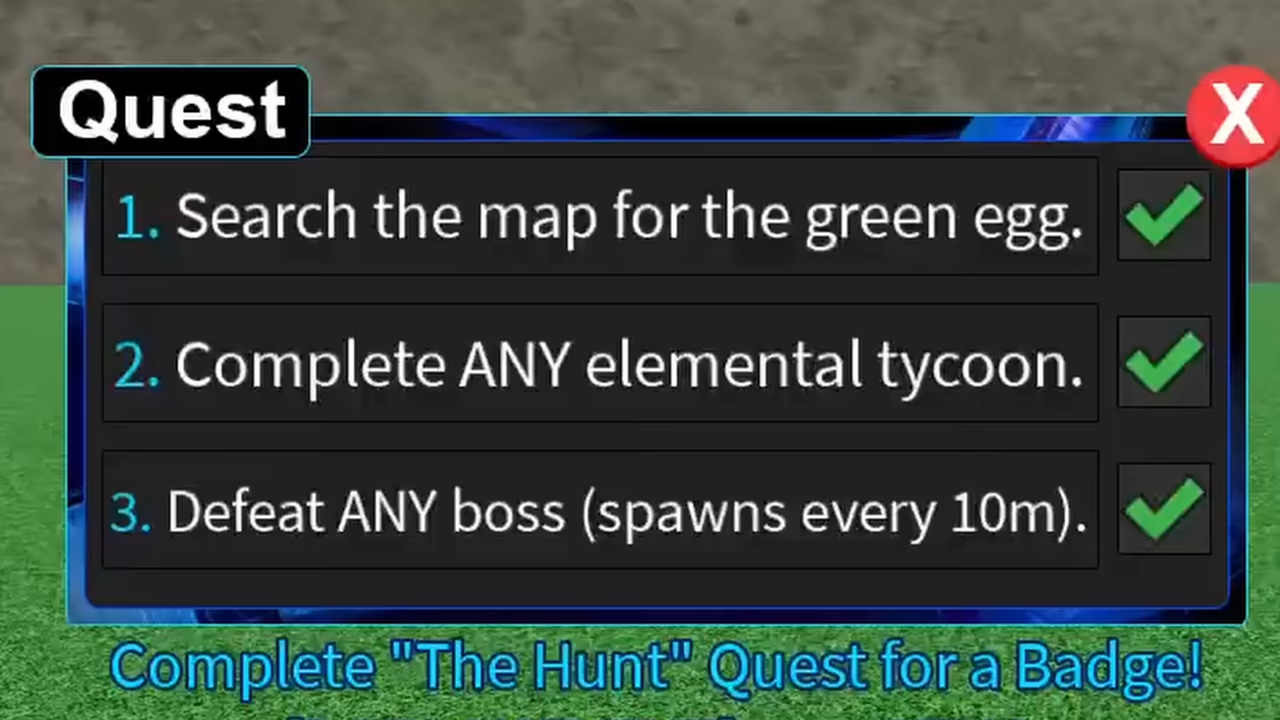 Quest
X
1. Search the map for the green egg.
2. Complete ANY elemental tycoon.
3. Defeat ANY boss (spawns every 10m).
Complete "The Hunt" Quest for a Badge!